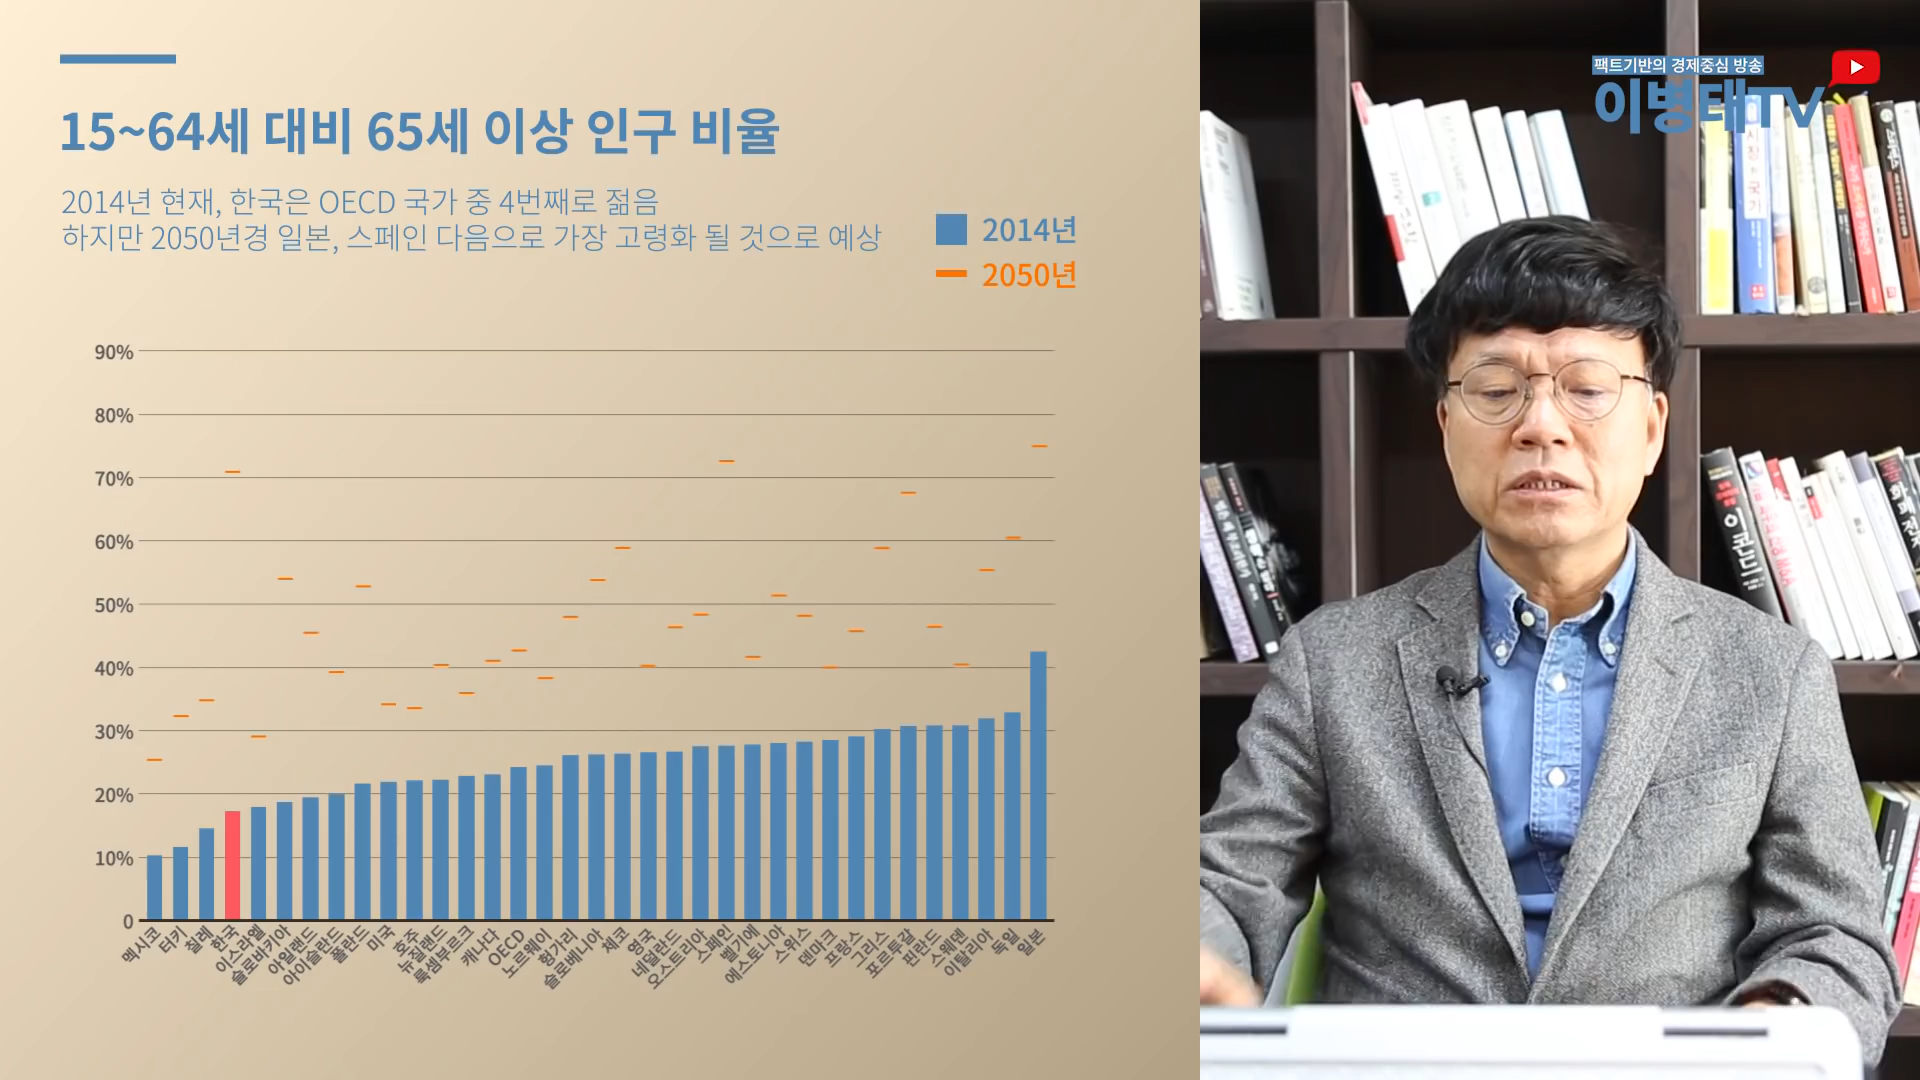 15~64세 대비 65세 이상 인구 비율
2014년 현재, 한국은 OECD 국가 중 4번째로 젊음
하지만 2050년경 일본, 스페인 다음으로 가장 고령화 될 것으로 예상
2014년
2050년
90%
80%
70%
60%
50%
40%
30%
20%
10%
0
멕시코
터키
칠레
한국
이스라엘
슬로바키아
아일랜드
아이슬란드
폴란드
미국
호주
뉴질랜드
룩셈부르크
캐나다
OECD
노르웨이
헝가리
슬로베니아
체코
영국
네덜란드
오스트리아
스페인
벨기에
에스토니아
스위스
덴마크
프랑스
그리스
포르투갈
핀란드
스웨덴
이탈리아
독일
일본
팩트기반의 경제중심 방송
이병태TV